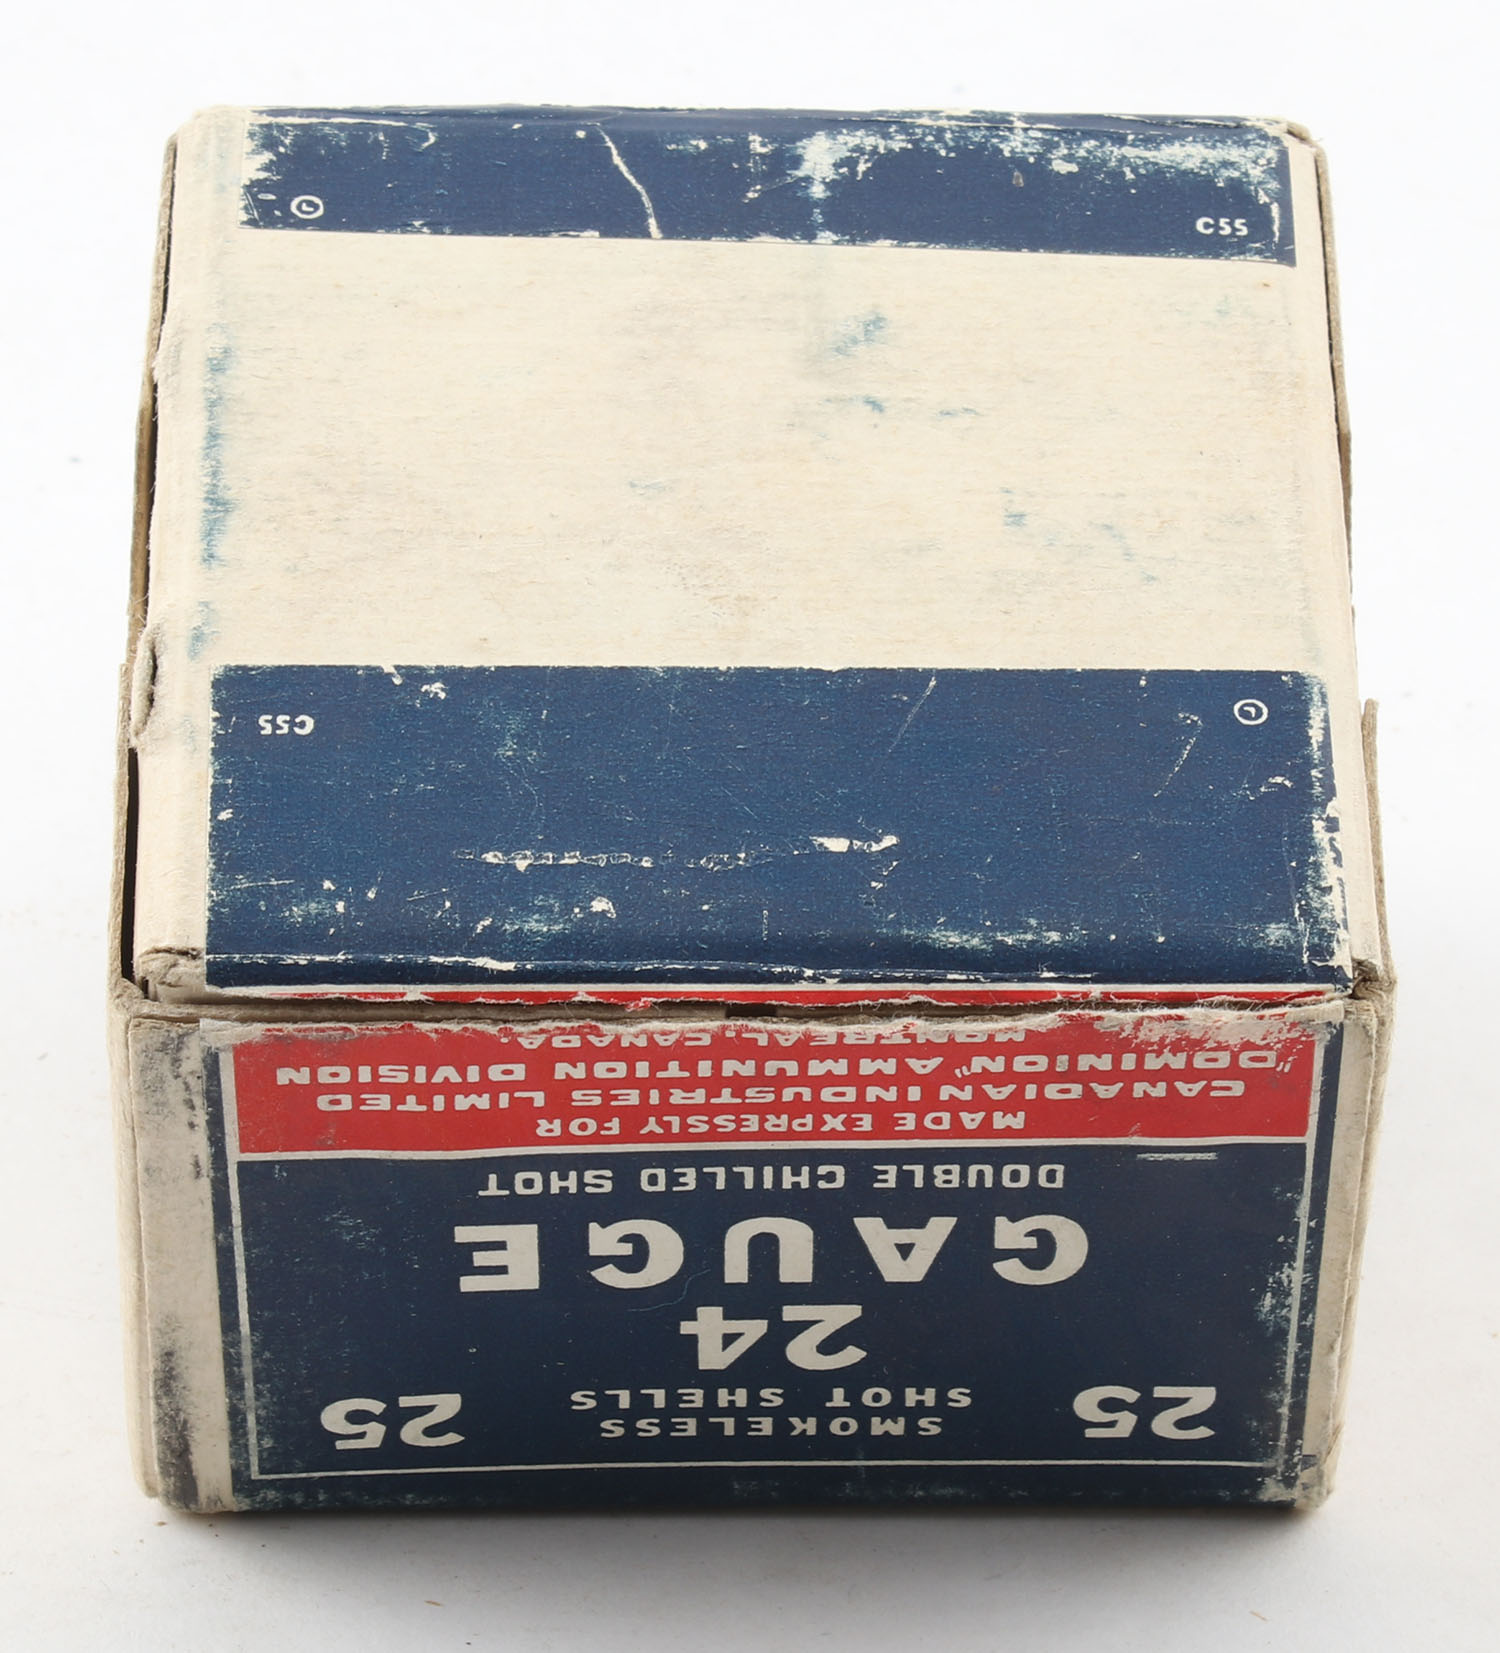 Ⓛ C55
C55 Ⓛ
SMOKELESS
25 SHOT SHELLS 25
24
GAUGE
DOUBLE CHILLED SHOT
MADE EXPRESSLY FOR
CANADIAN INDUSTRIES LIMITED
"DOMINION" AMMUNITION DIVISION
MONTREAL, CANADA.